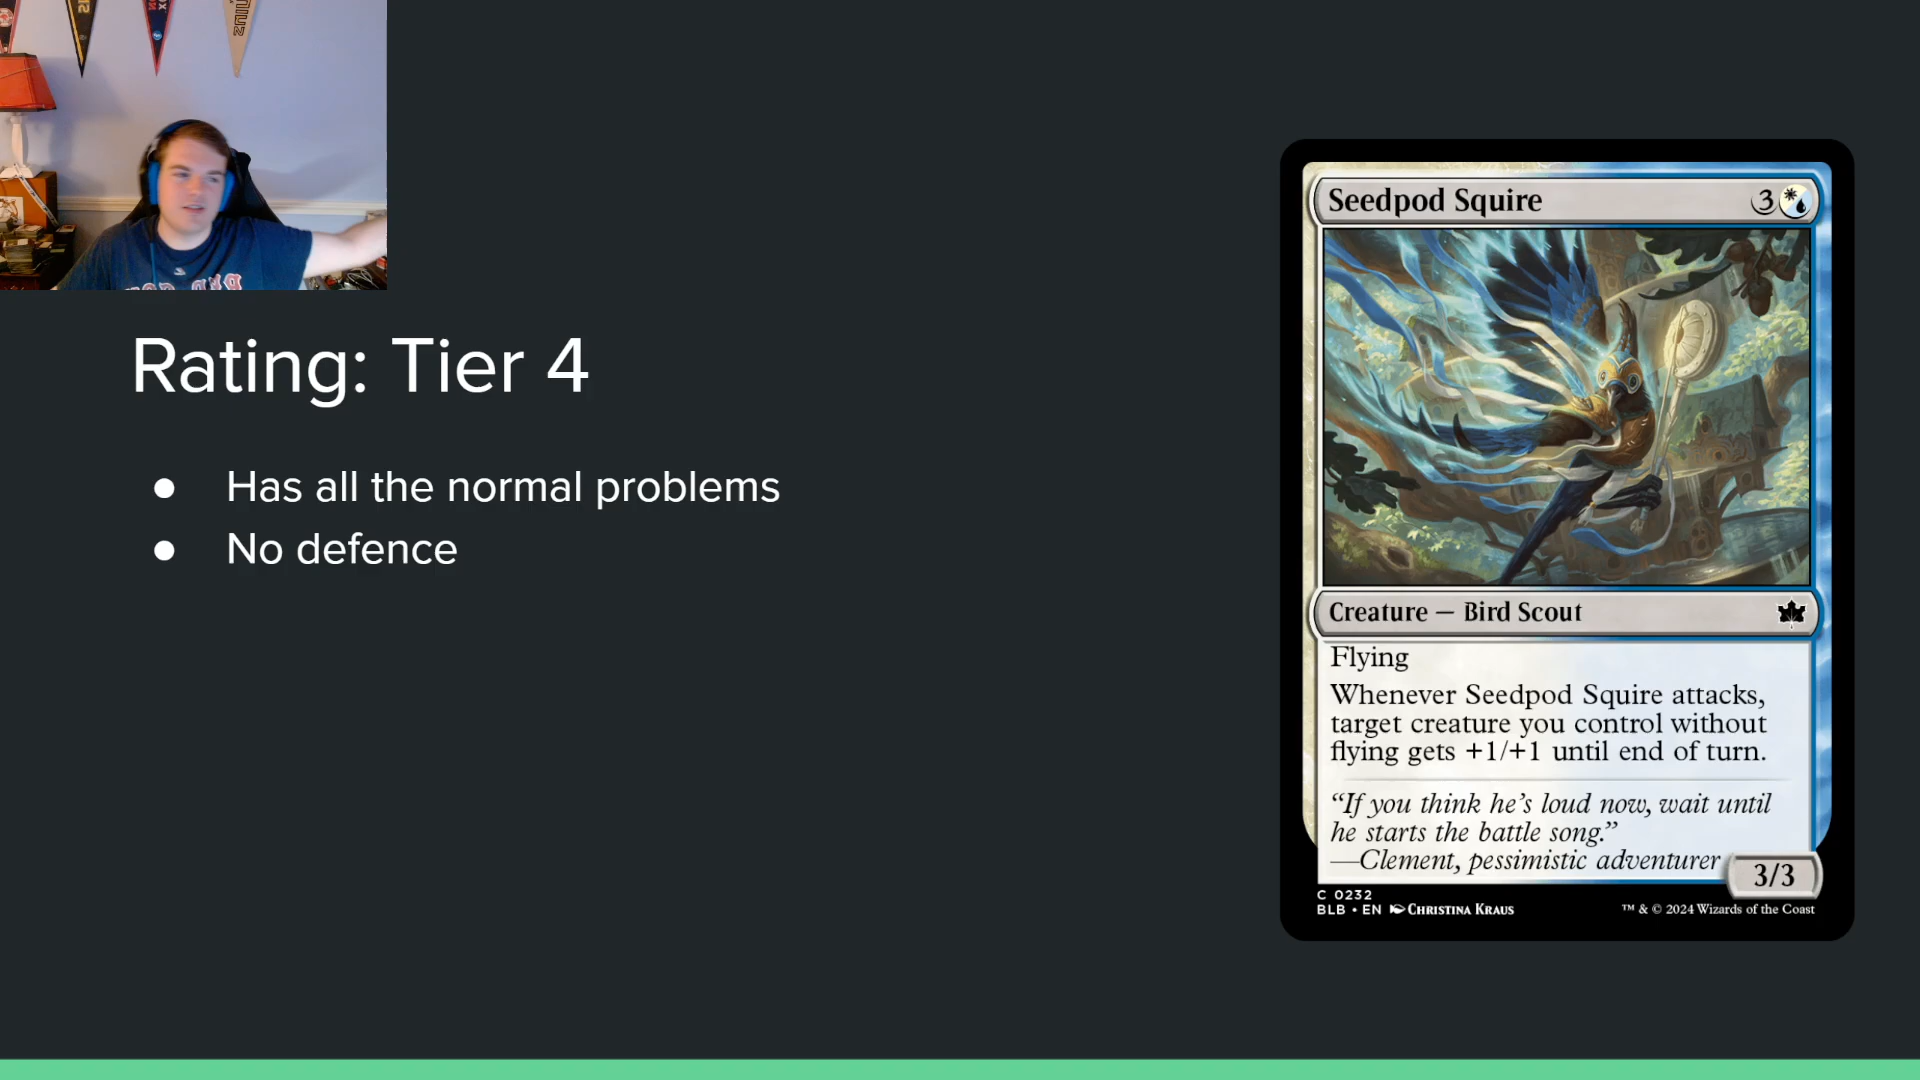 Rating: Tier 4
● Has all the normal problems
● No defence
Seedpod Squire 3
Creature — Bird Scout
Flying
Whenever Seedpod Squire attacks,
target creature you control without
flying gets +1/+1 until end of turn.
“If you think he’s loud now, wait until
he starts the battle song.”
—Clement, pessimistic adventurer
3/3
C 0232
BLB • EN CHRISTINA KRAUS
™ & © 2024 Wizards of the Coast